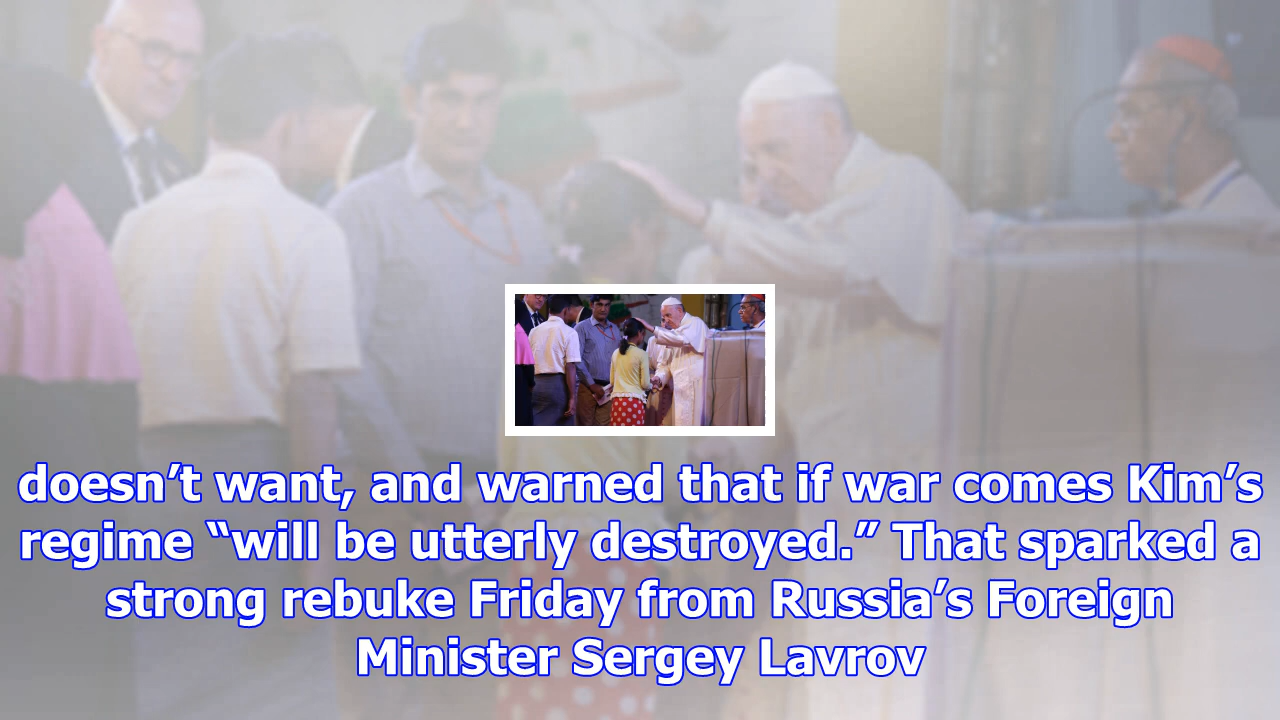 doesn’t want, and warned that if war comes Kim’s
regime “will be utterly destroyed.” That sparked a
strong rebuke Friday from Russia’s Foreign
Minister Sergey Lavrov